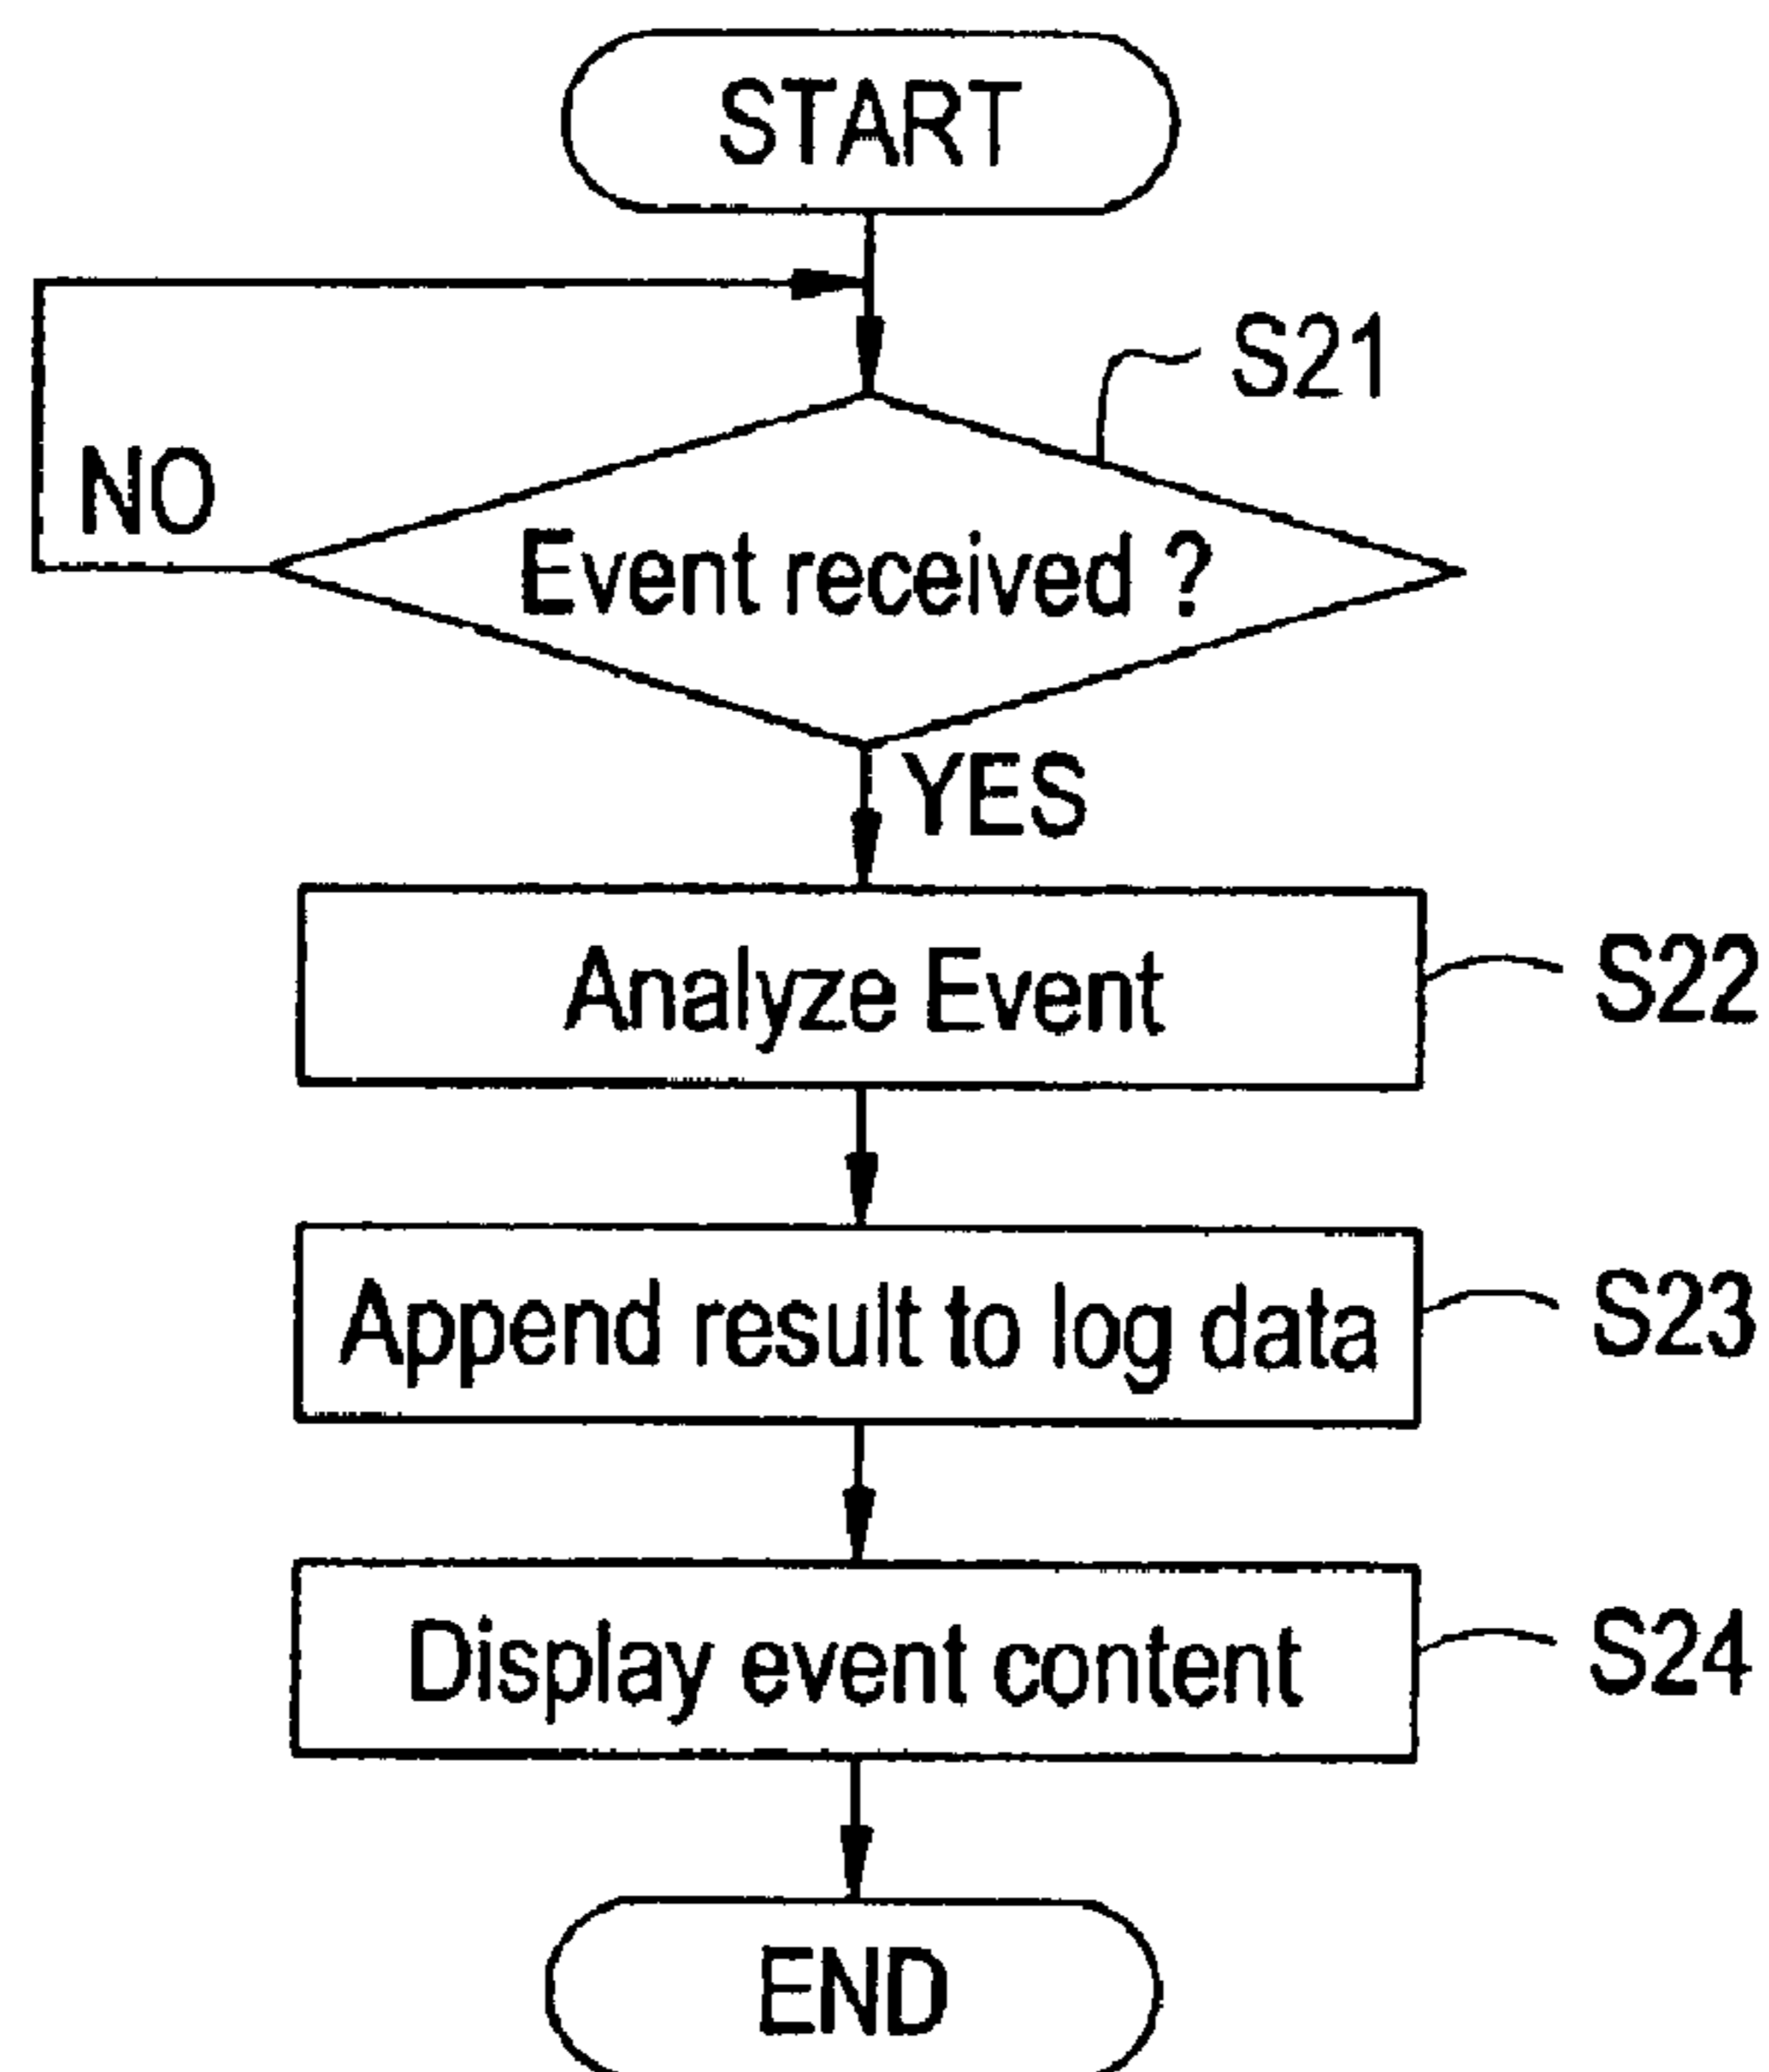 START
S21
NO
Event received ?
YES
Analyze Event
S22
Append result to log data
S23
Display event content
S24
END